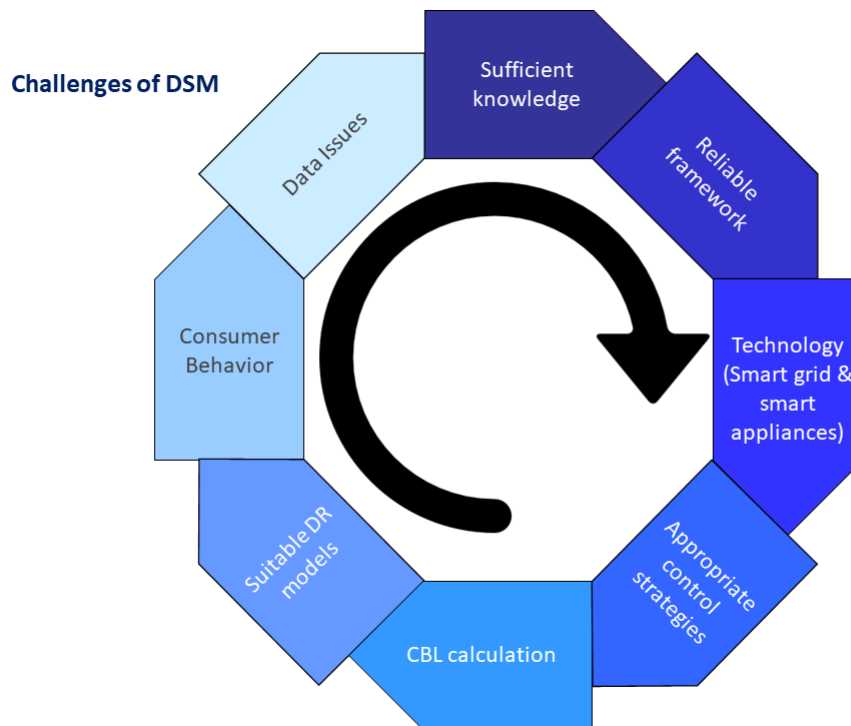 Challenges of DSM
Sufficient
knowledge
Reliable
framework
Technology
(Smart grid &
smart
appliances)
Appropriate
control
strategies
CBL calculation
Suitable DR
models
Consumer
Behavior
Data Issues